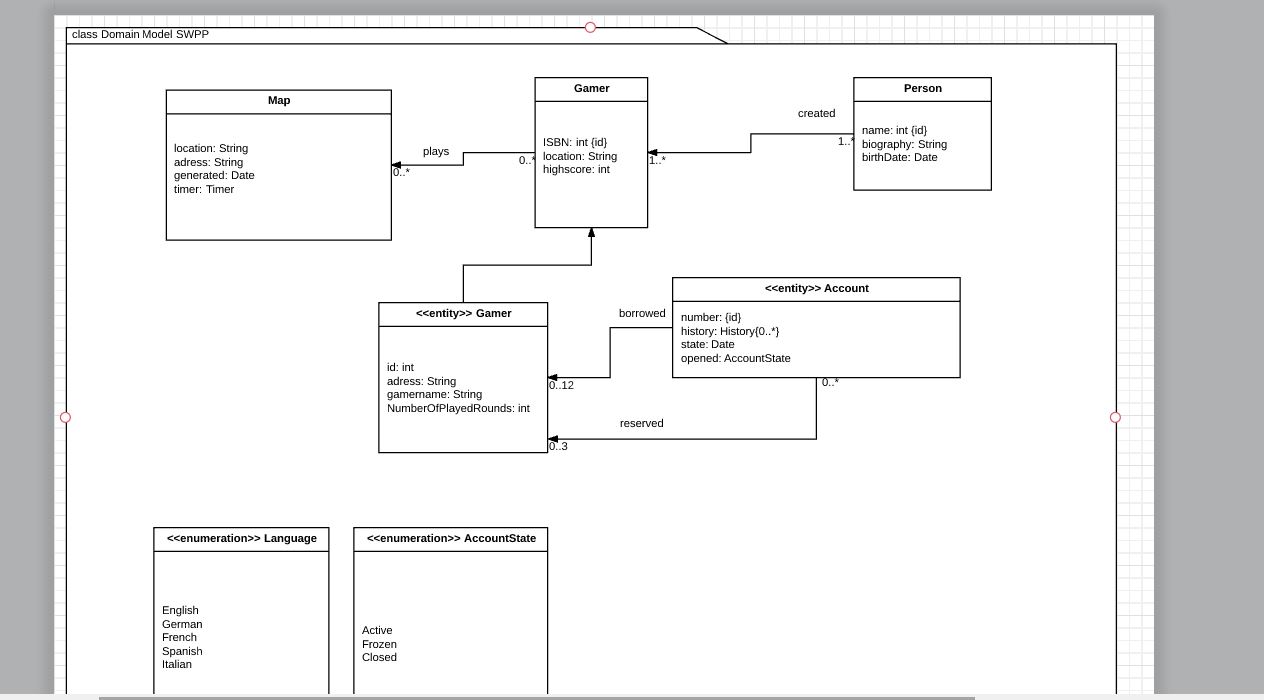 class Domain Model SWPP
Map
location: String
adress: String
generated: Date
timer: Timer
plays
0..*
0..*
Gamer
ISBN: int {id}
location: String
highscore: int
created
1..*
1..*
Person
name: int {id}
biography: String
birthDate: Date
<<entity>> Gamer
id: int
adress: String
gamername: String
NumberOfPlayedRounds: int
borrowed
0..12
<<entity>> Account
number: {id}
history: History{0..*}
state: Date
opened: AccountState
0..*
reserved
0..3
<<enumeration>> Language
English
German
French
Spanish
Italian
<<enumeration>> AccountState
Active
Frozen
Closed